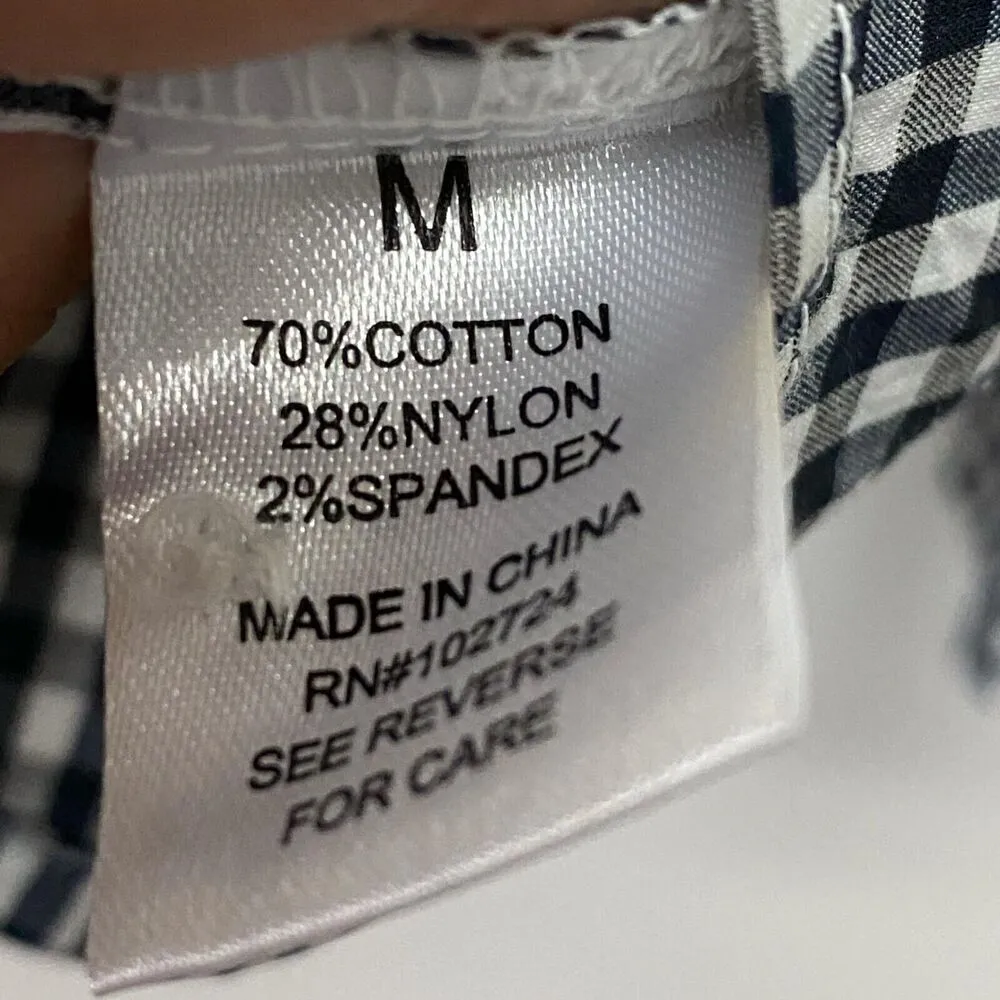 M
70%COTTON
28%NYLON
2%SPANDEX
MADE IN CHINA
RN#102724
SEE REVERSE
FOR CARE